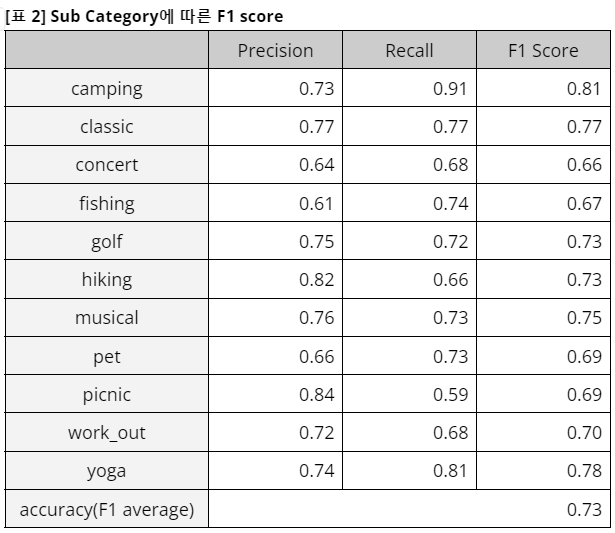 [표 2] Sub Category에 따른 F1 score
Precision Recall F1 Score
camping 0.73 0.91 0.81
classic 0.77 0.77 0.77
concert 0.64 0.68 0.66
fishing 0.61 0.74 0.67
golf 0.75 0.72 0.73
hiking 0.82 0.66 0.73
musical 0.76 0.73 0.75
pet 0.66 0.73 0.69
picnic 0.84 0.59 0.69
work_out 0.72 0.68 0.70
yoga 0.74 0.81 0.78
accuracy(F1 average) 0.73